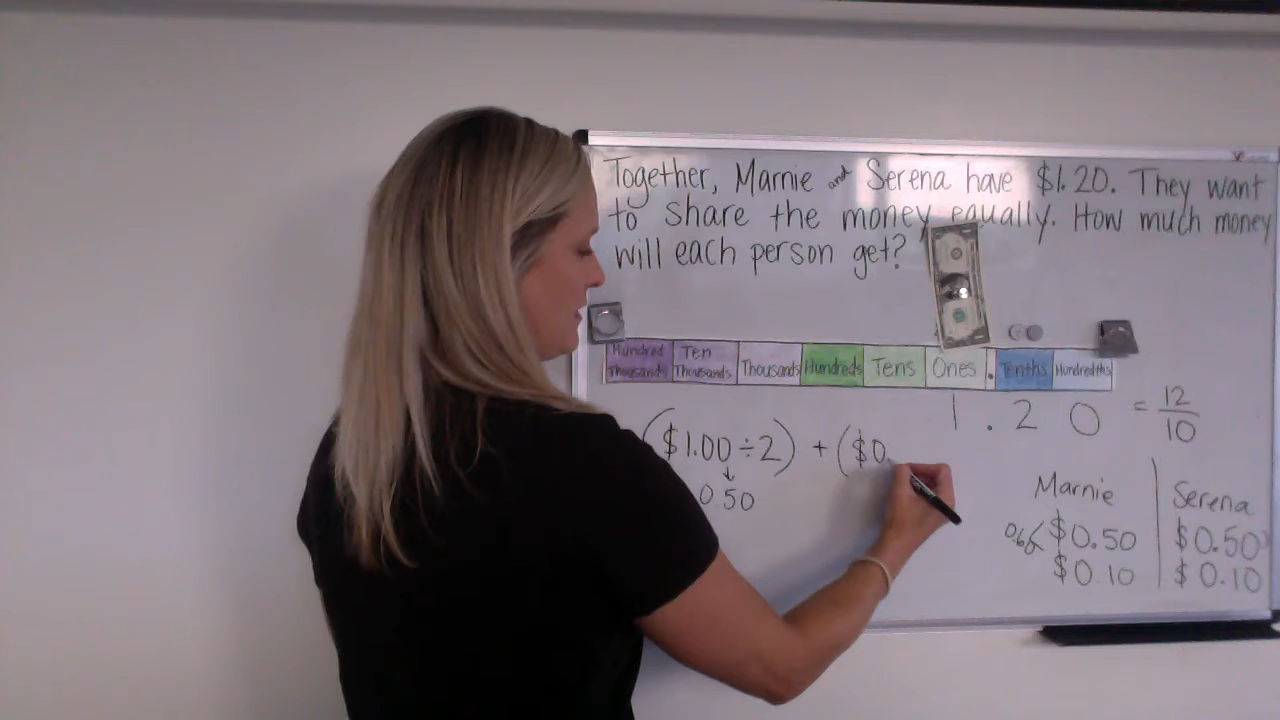 Together, Marnie and Serena have $1.20. They want
to share the money equally. How much money
will each person get?
Hundred Thousands Ten Thousands Thousands Hundreds Tens Ones . Tenths Hundredths
1.20 = 12/10
($1.00 ÷ 2) + ($0.
0.50
Marnie Serena
$0.50 $0.50
$0.10 $0.10